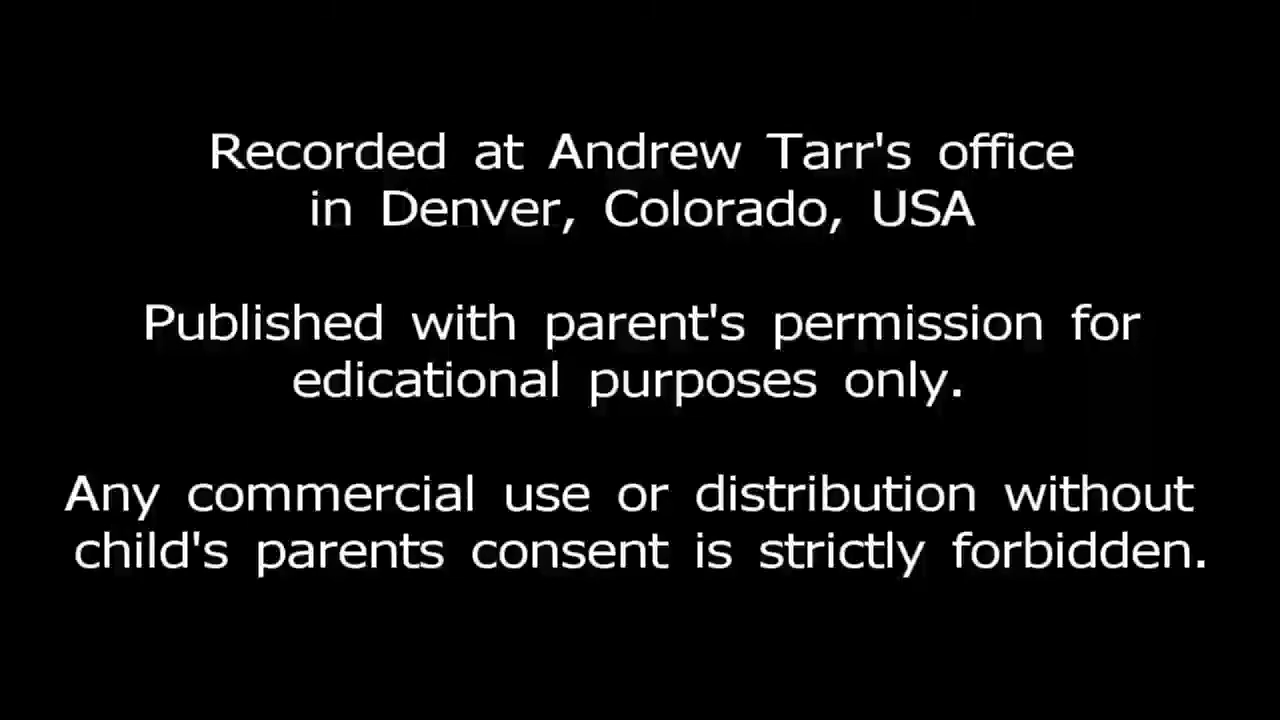 Recorded at Andrew Tarr's office
in Denver, Colorado, USA
Published with parent's permission for
edicational purposes only.
Any commercial use or distribution without
child's parents consent is strictly forbidden.